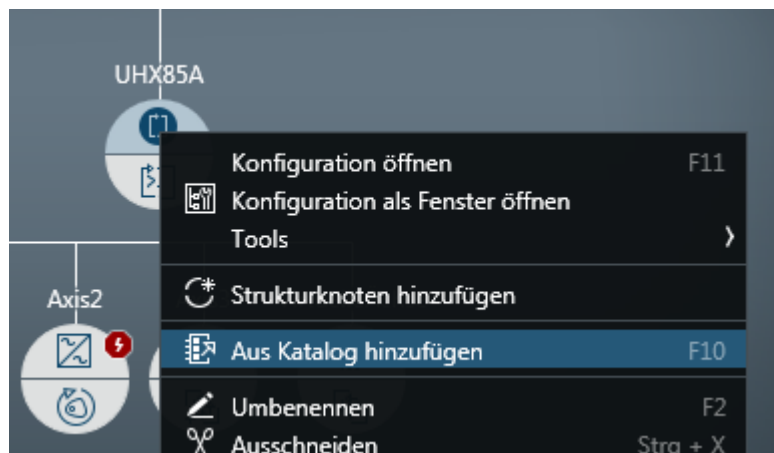 UHX85A
Konfiguration öffnen F11
Konfiguration als Fenster öffnen
Tools
Axis2
Strukturknoten hinzufügen
Aus Katalog hinzufügen F10
Umbenennen F2
Ausschneiden Strg + X